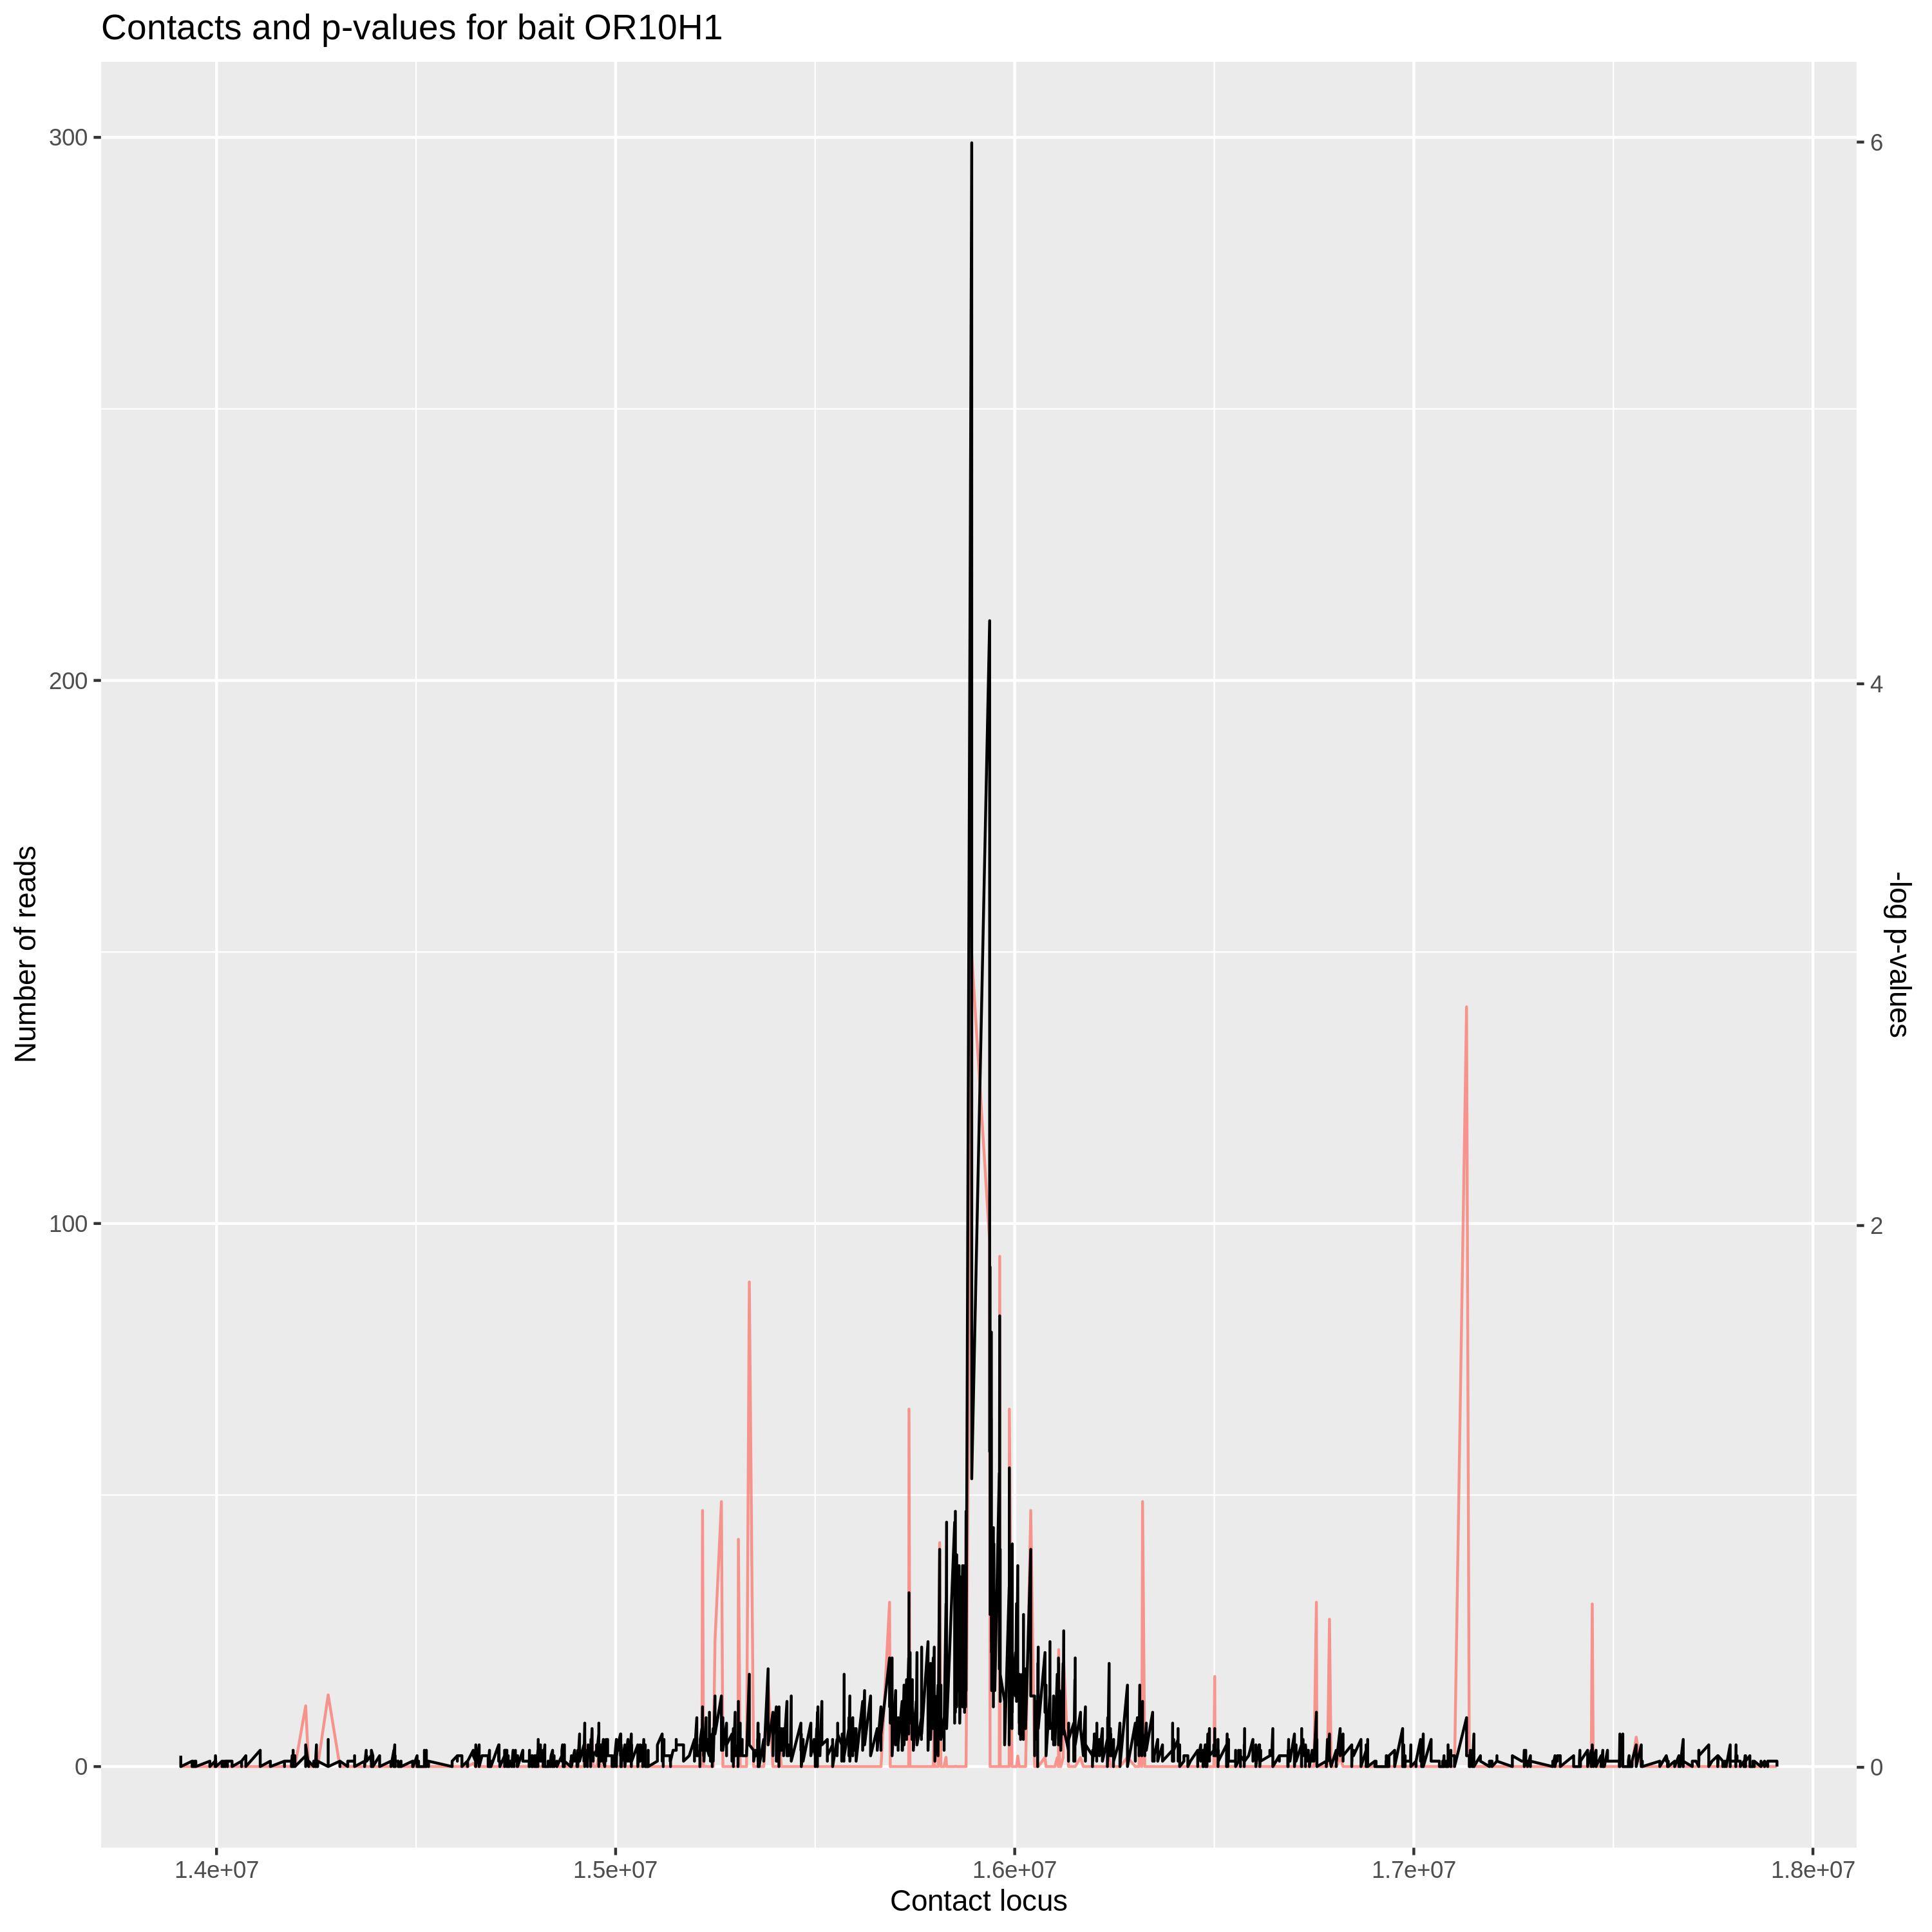 Contacts and p-values for bait OR10H1
300
200
100
0
Number of reads
6
4
2
0
-log p-values
1.4e+07
1.5e+07
1.6e+07
1.7e+07
1.8e+07
Contact locus